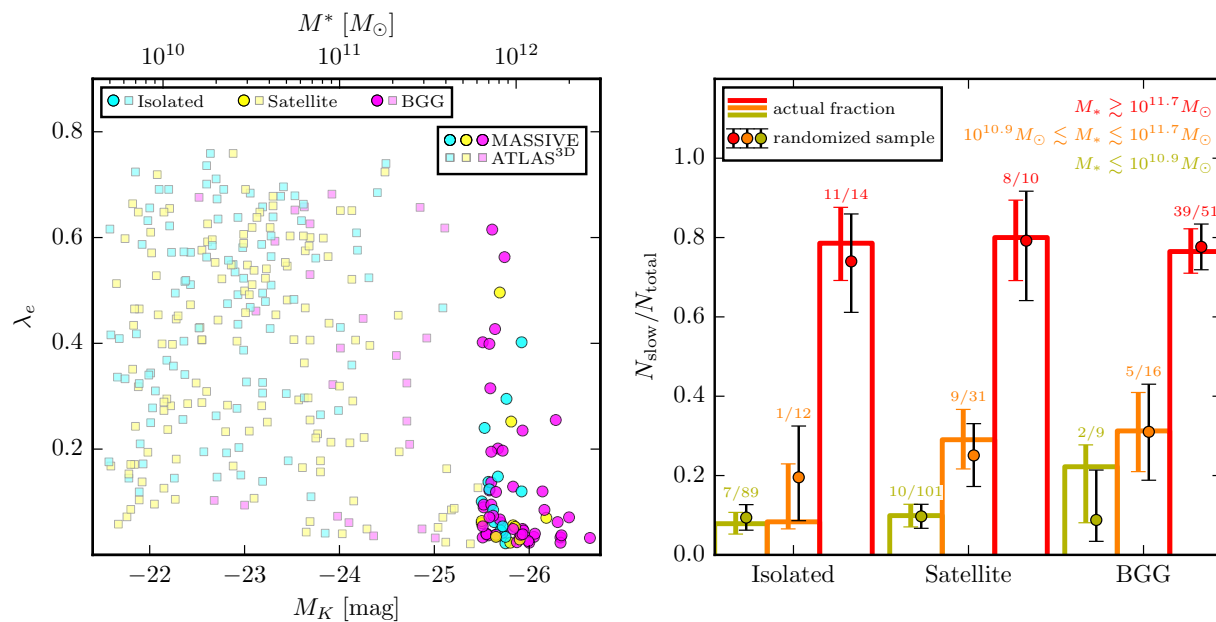 M* [M⊙]
10^10 10^11 10^12
Isolated Satellite BGG
MASSIVE
ATLAS^3D
0.8
0.6
0.4
0.2
λ_e
−22 −23 −24 −25 −26
M_K [mag]
actual fraction
randomized sample
M_* ≳ 10^11.7 M⊙
10^10.9 M⊙ ≲ M_* ≲ 10^11.7 M⊙
M_* ≲ 10^10.9 M⊙
1.0
0.8
0.6
0.4
0.2
0.0
N_slow/N_total
7/89
1/12
11/14
10/101
9/31
8/10
2/9
5/16
39/51
Isolated Satellite BGG